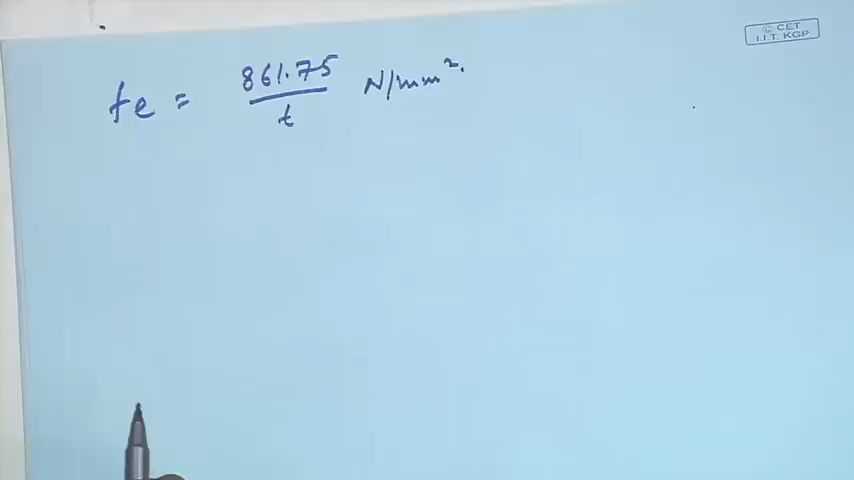 fe = 861.75/t N/mm².
© CET
I.I.T. KGP